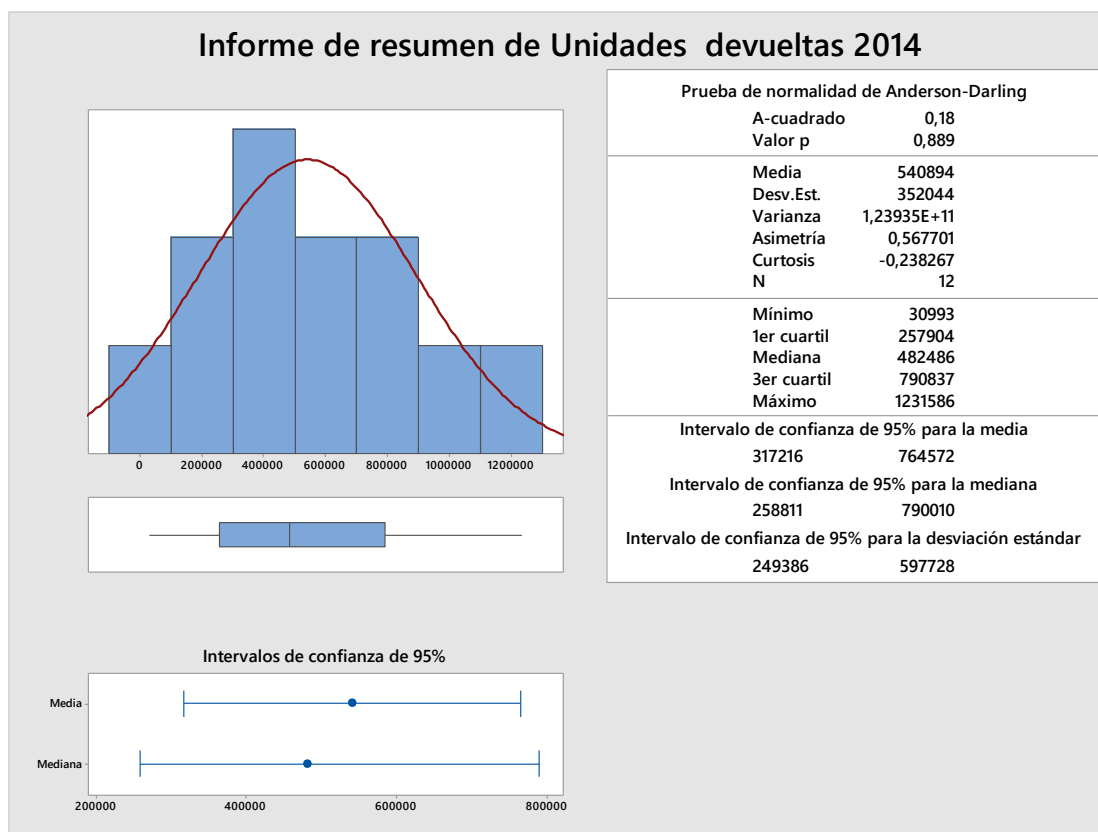 Informe de resumen de Unidades devueltas 2014
0 200000 400000 600000 800000 1000000 1200000
Intervalos de confianza de 95%
Media
Mediana
200000 400000 600000 800000
Prueba de normalidad de Anderson-Darling
A-cuadrado 0,18
Valor p 0,889
Media 540894
Desv.Est. 352044
Varianza 1,23935E+11
Asimetría 0,567701
Curtosis -0,238267
N 12
Mínimo 30993
1er cuartil 257904
Mediana 482486
3er cuartil 790837
Máximo 1231586
Intervalo de confianza de 95% para la media
317216 764572
Intervalo de confianza de 95% para la mediana
258811 790010
Intervalo de confianza de 95% para la desviación estándar
249386 597728